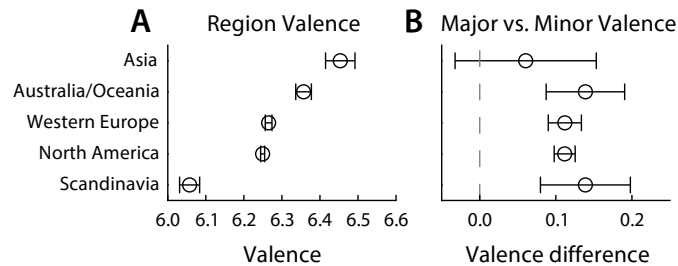 A Region Valence
B Major vs. Minor Valence
Asia
Australia/Oceania
Western Europe
North America
Scandinavia
6.0 6.1 6.2 6.3 6.4 6.5 6.6
0.0 0.1 0.2
Valence
Valence difference